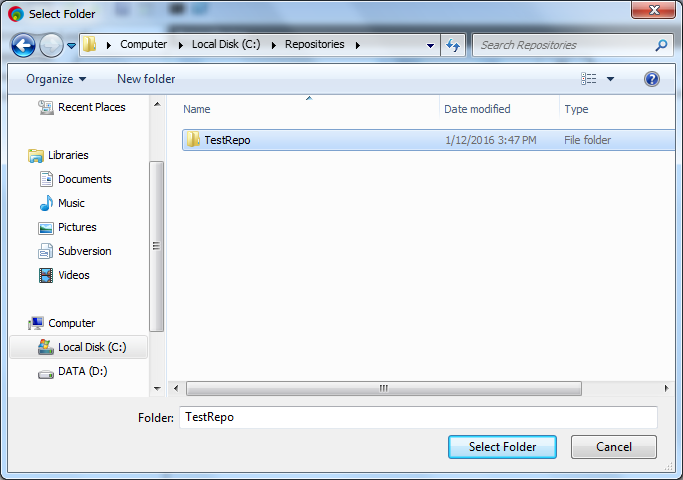 Select Folder
Computer Local Disk (C:) Repositories
Search Repositories
Organize New folder
Recent Places
Libraries
Documents
Music
Pictures
Subversion
Videos
Computer
Local Disk (C:)
DATA (D:)
Name Date modified Type
TestRepo 1/12/2016 3:47 PM File folder
Folder: TestRepo
Select Folder Cancel